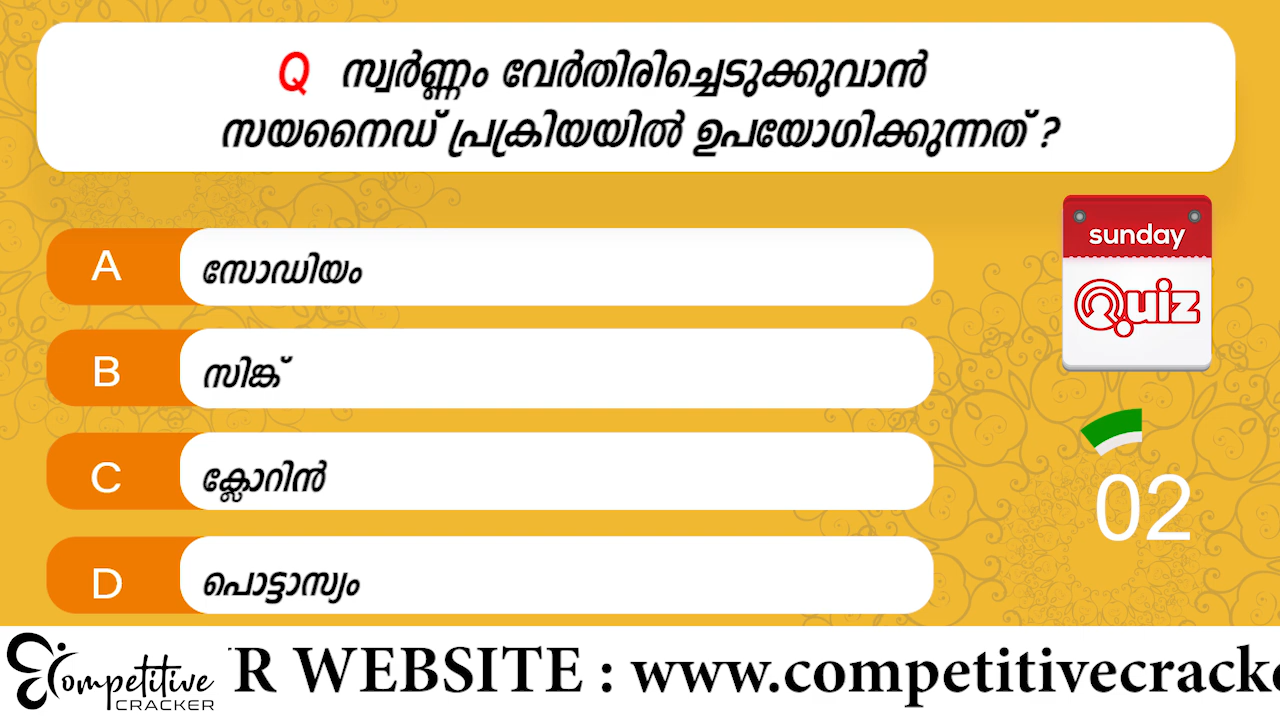 Q സ്വർണ്ണം വേർതിരിച്ചെടുക്കുവാൻ
സയനൈഡ് പ്രക്രിയയിൽ ഉപയോഗിക്കുന്നത് ?
A സോഡിയം
B സിങ്ക്
C ക്ലോറിൻ
D പൊട്ടാസ്യം
sunday
Quiz
02
Competitive
CRACKER
R WEBSITE : www.competitivecracke